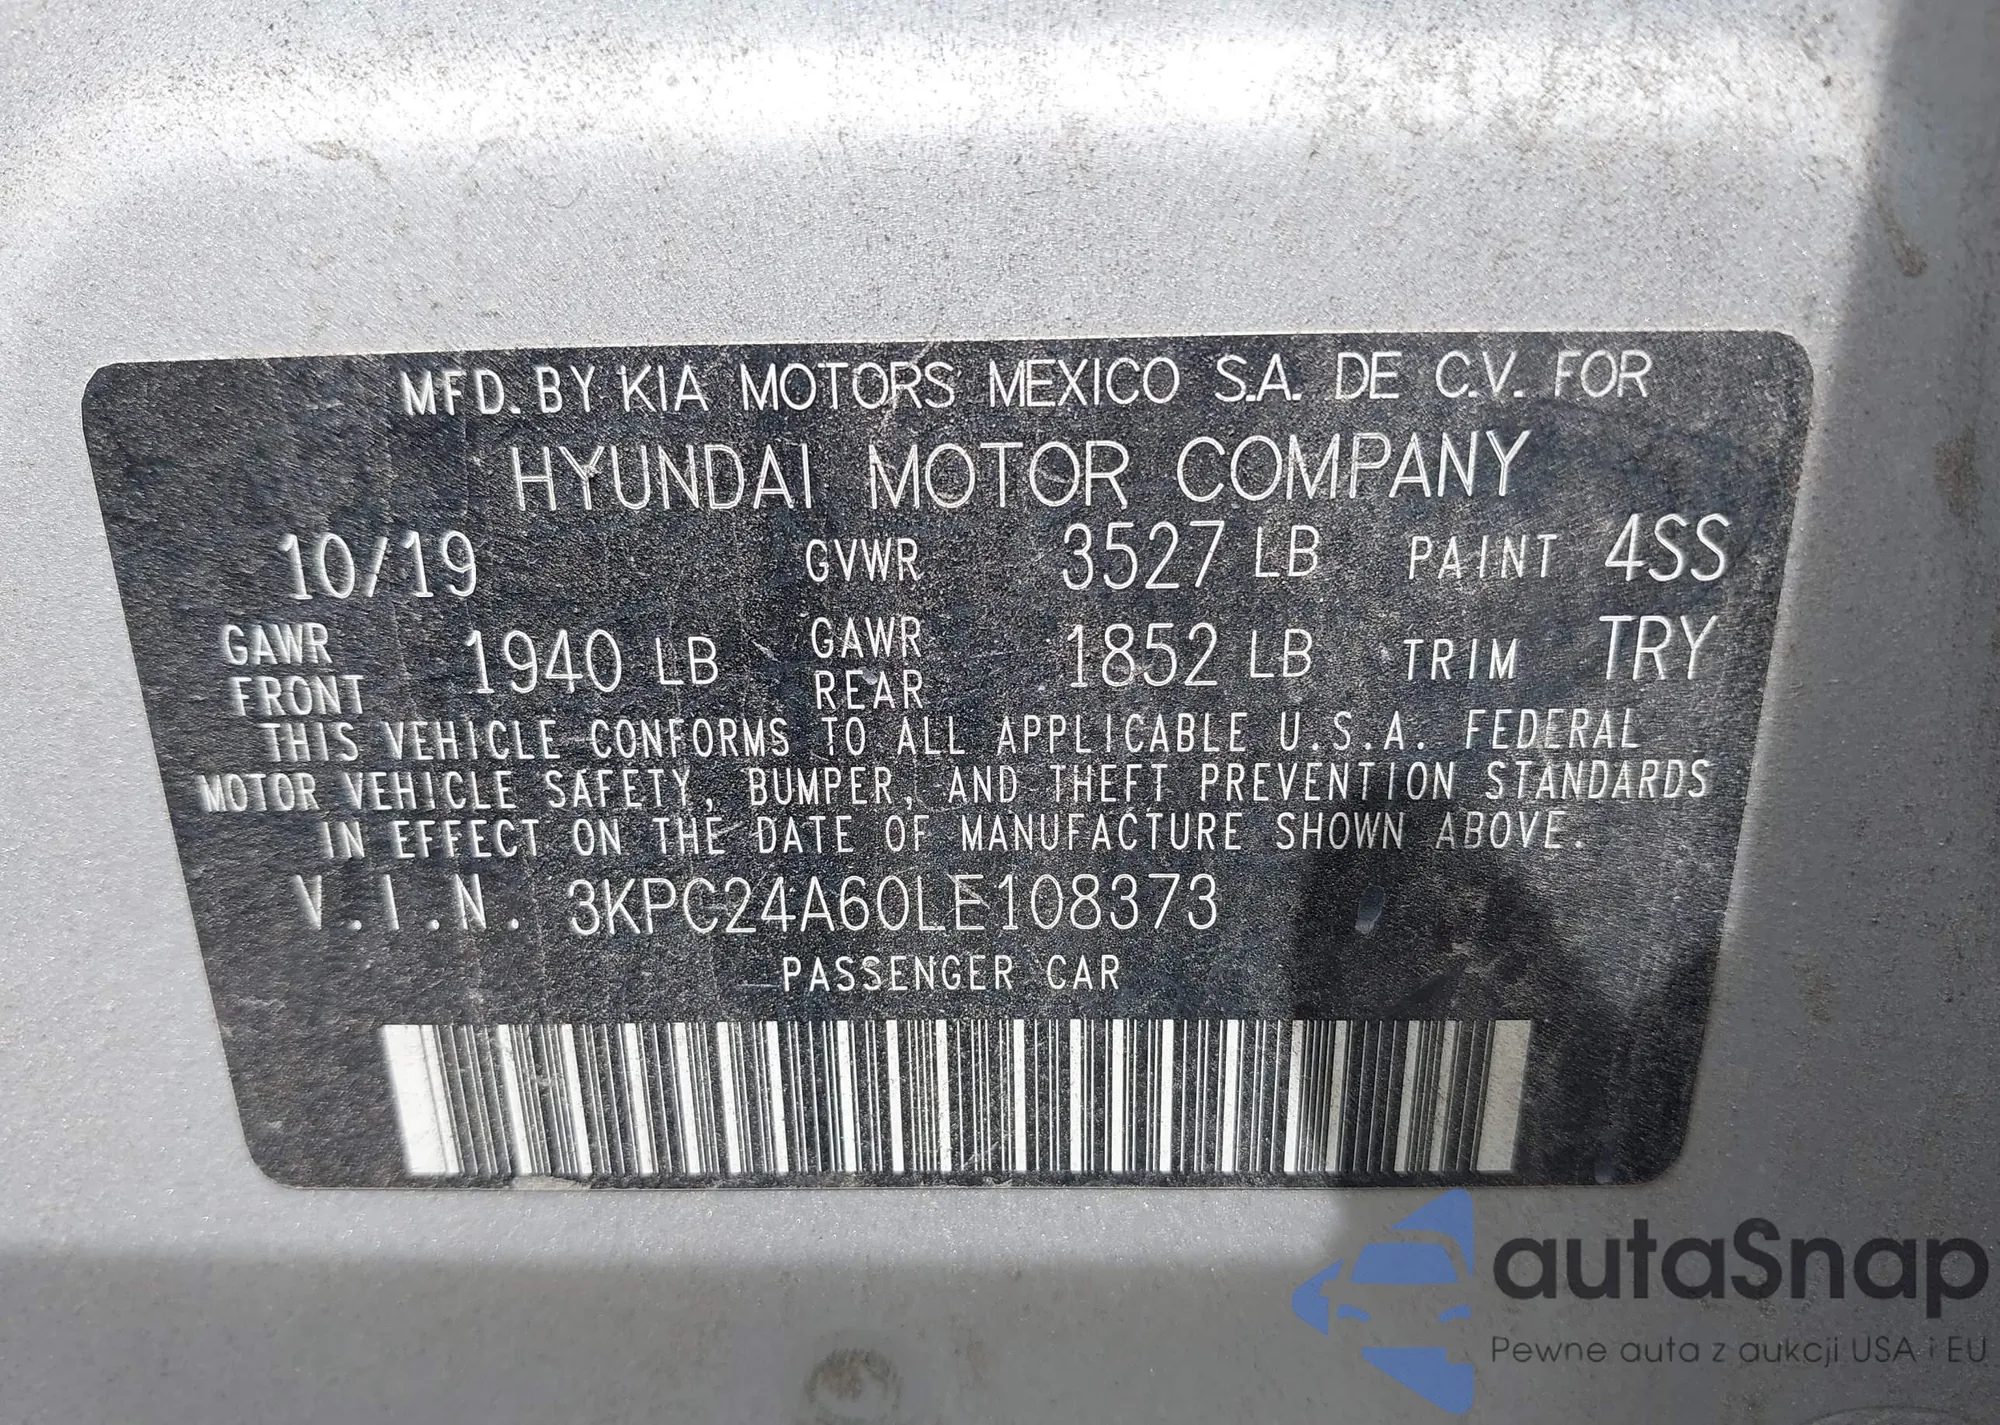 MFD. BY KIA MOTORS MEXICO S.A. DE C.V. FOR
HYUNDAI MOTOR COMPANY
10/19 GVWR 3527 LB PAINT 4SS
GAWR FRONT 1940 LB GAWR REAR 1852 LB TRIM TRY
THIS VEHICLE CONFORMS TO ALL APPLICABLE U.S.A. FEDERAL
MOTOR VEHICLE SAFETY, BUMPER, AND THEFT PREVENTION STANDARDS
IN EFFECT ON THE DATE OF MANUFACTURE SHOWN ABOVE.
V.I.N. 3KPC24A60LE108373
PASSENGER CAR
autaSnap
Pewne auta z aukcji USA i EU